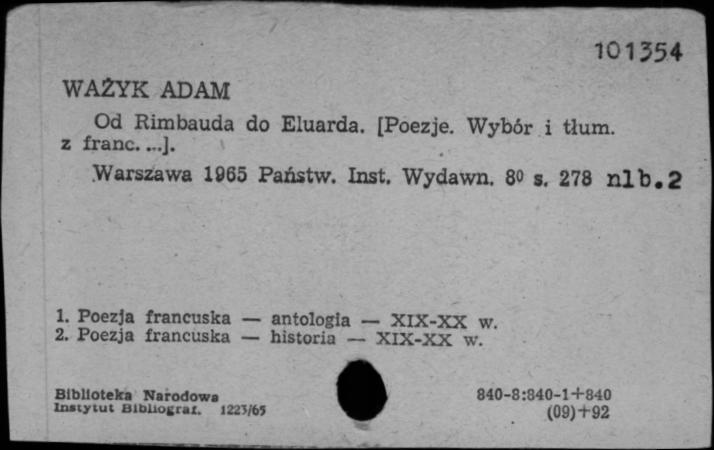 101354
WAŻYK ADAM
Od Rimbauda do Eluarda. [Poezje. Wybór i tłum.
z franc. ...].
Warszawa 1965 Państw. Inst. Wydawn. 8⁰ s. 278 nlb.2
1. Poezja francuska — antologia — XIX-XX w.
2. Poezja francuska — historia — XIX-XX w.
Biblioteka Narodowa
Instytut Bibliograf. 1223/65
840-8:840-1+840
(09)+92